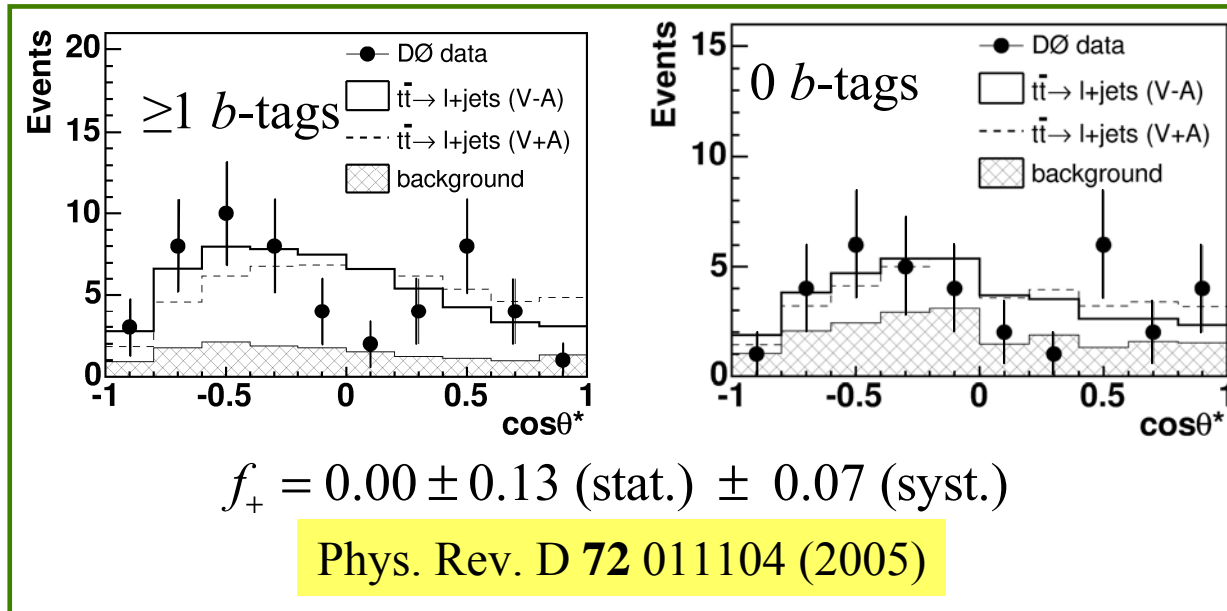 Events
20
15
10
5
0
-1 -0.5 0 0.5 1
cosθ*
≥1 b-tags
DØ data
tt̄→ l+jets (V-A)
tt̄→ l+jets (V+A)
background
Events
15
10
5
0
-1 -0.5 0 0.5 1
cosθ*
0 b-tags
DØ data
tt̄→ l+jets (V-A)
tt̄→ l+jets (V+A)
background
f₊ = 0.00 ± 0.13 (stat.) ± 0.07 (syst.)
Phys. Rev. D 72 011104 (2005)